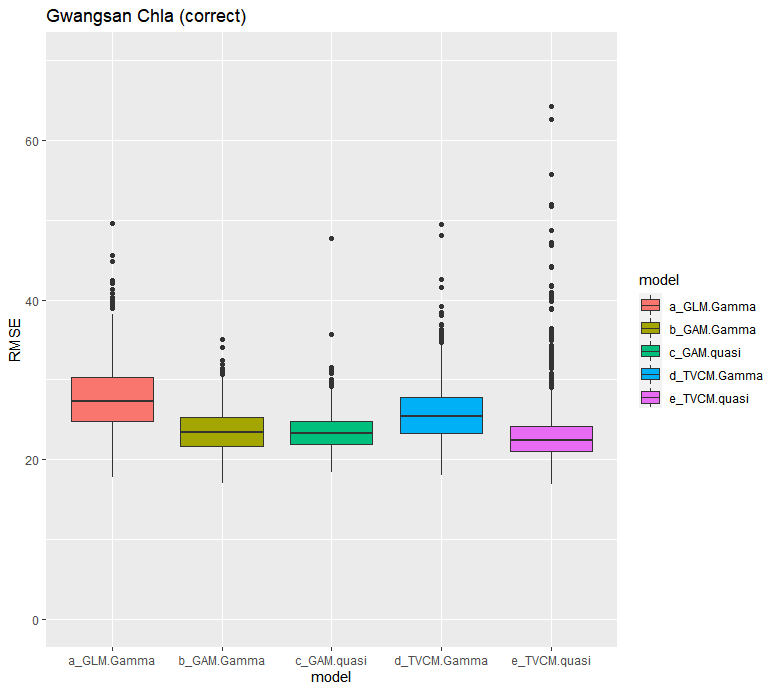 Gwangsan Chla (correct)
60
40
20
0
RMSE
a_GLM.Gamma
b_GAM.Gamma
c_GAM.quasi
d_TVCM.Gamma
e_TVCM.quasi
model
model
a_GLM.Gamma
b_GAM.Gamma
c_GAM.quasi
d_TVCM.Gamma
e_TVCM.quasi